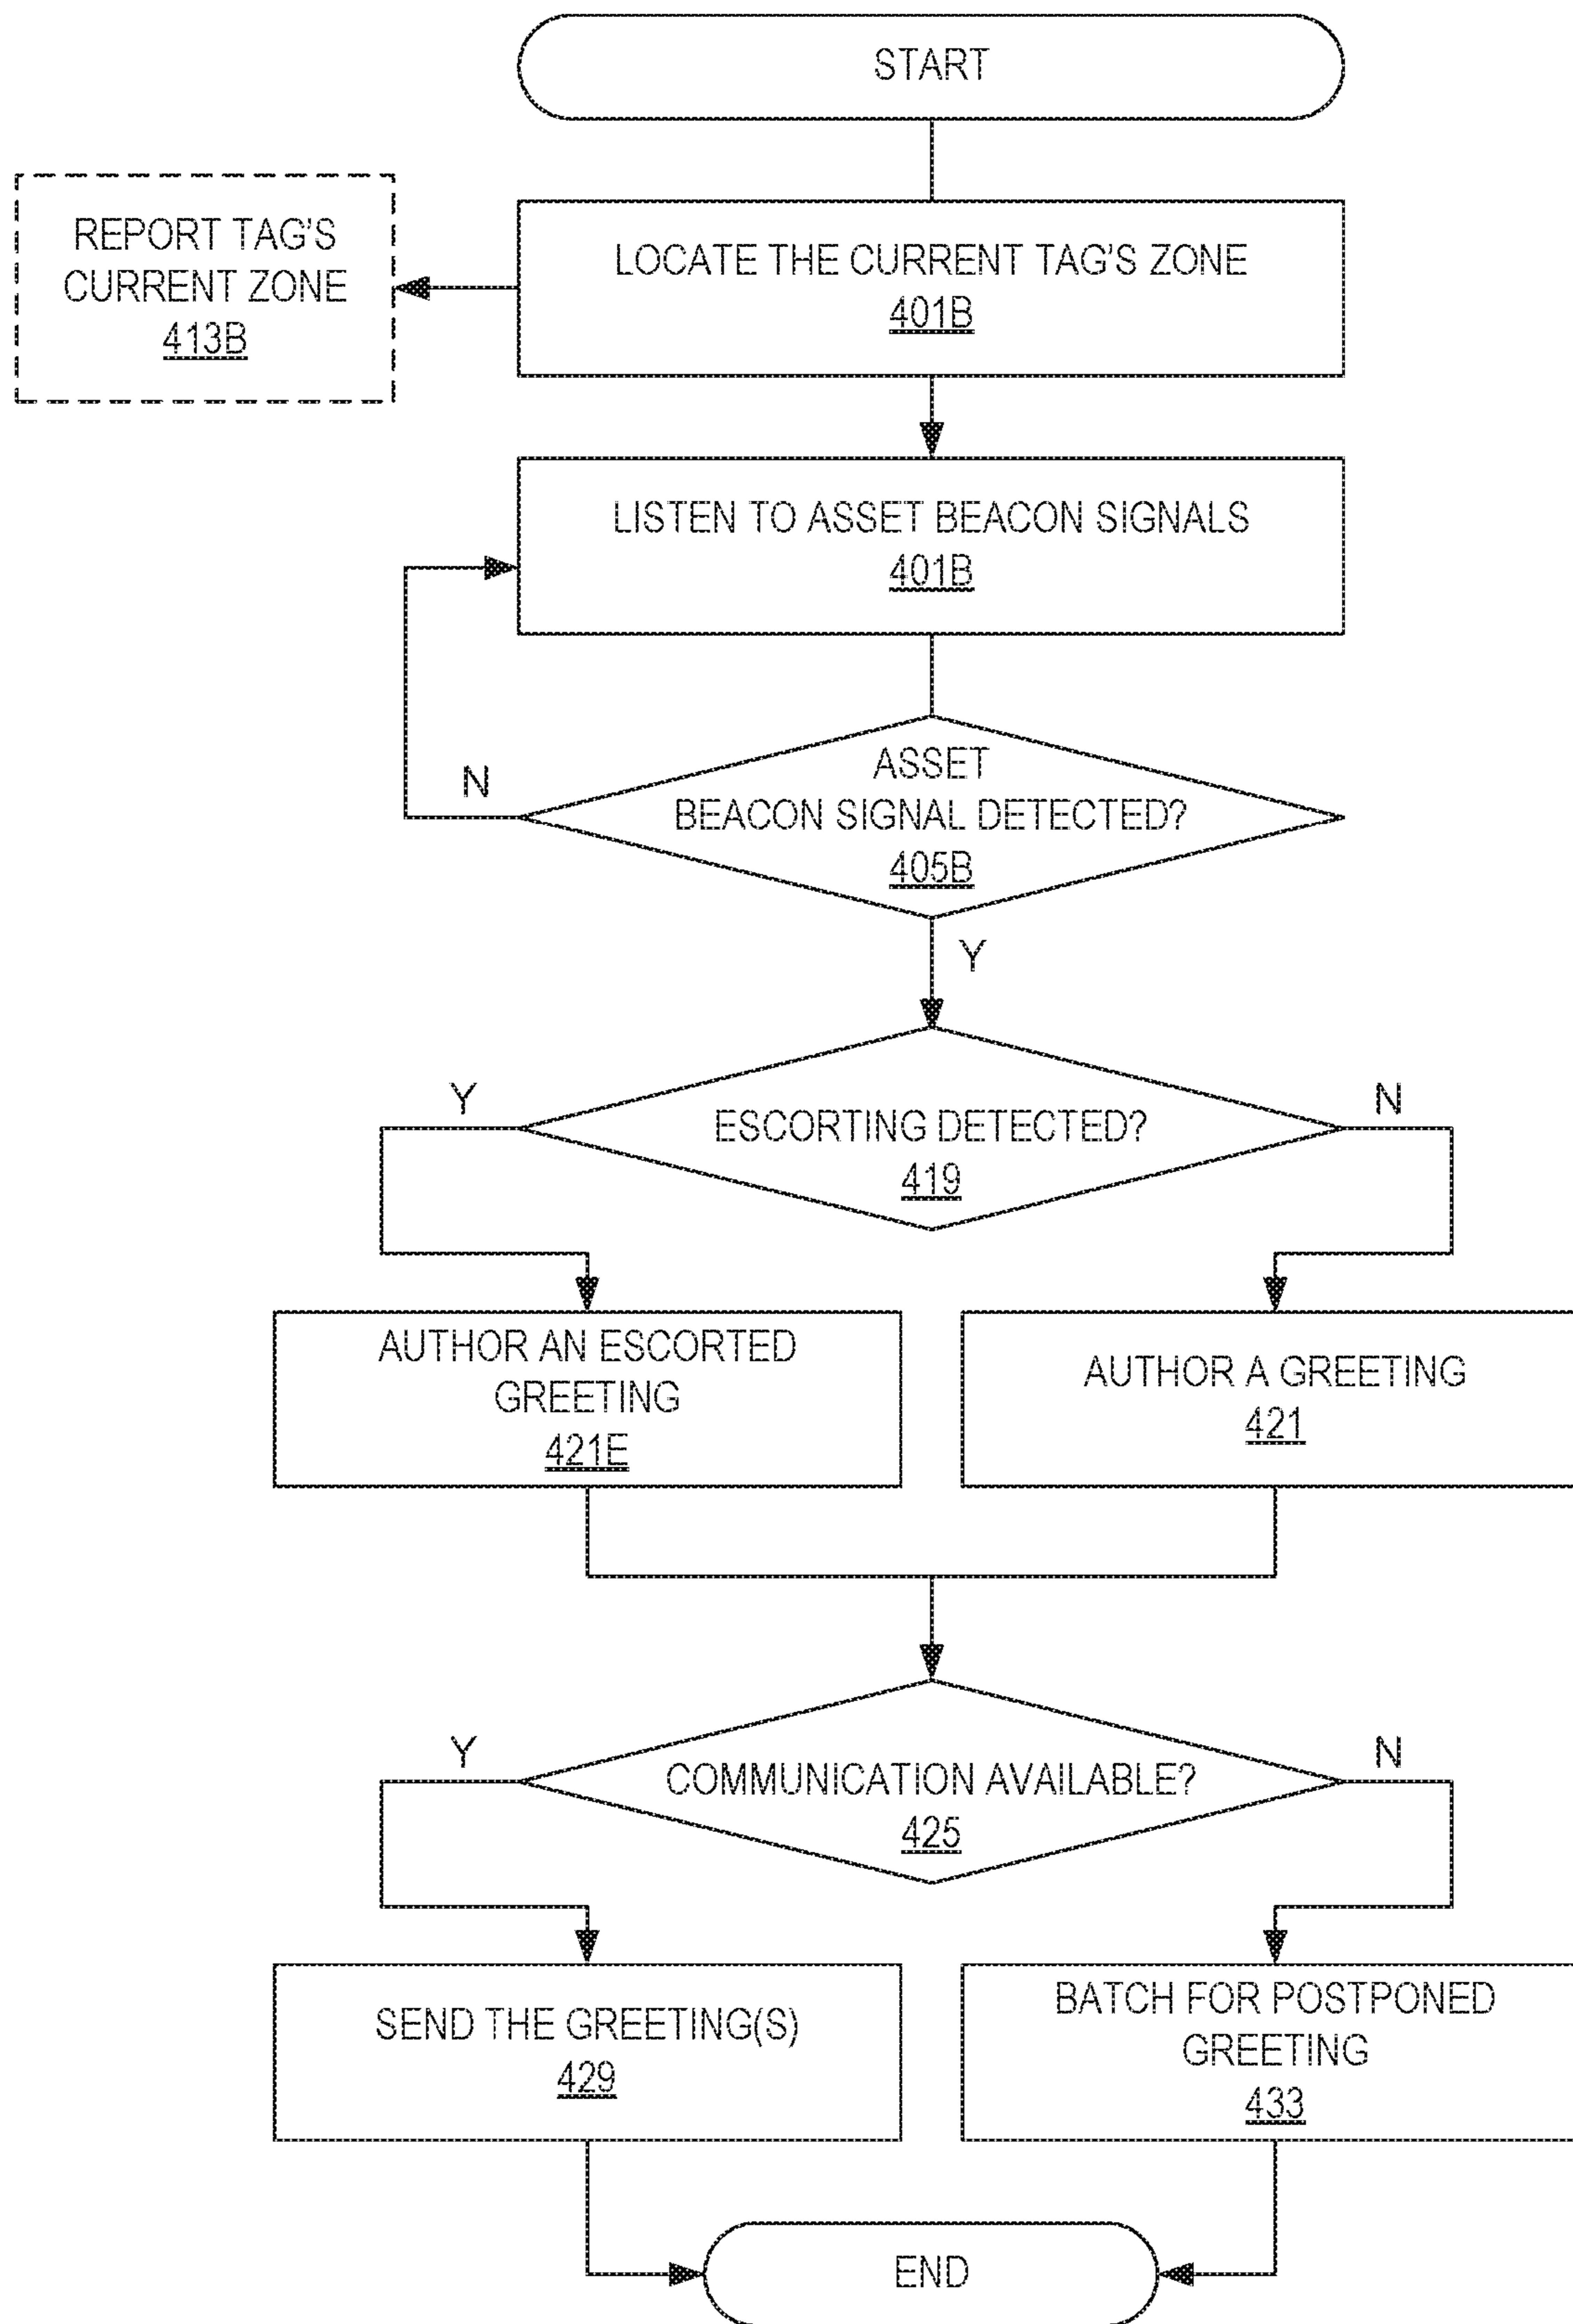 START
REPORT TAG'S
CURRENT ZONE
413B
LOCATE THE CURRENT TAG'S ZONE
401B
LISTEN TO ASSET BEACON SIGNALS
401B
ASSET
BEACON SIGNAL DETECTED?
405B
N
Y
ESCORTING DETECTED?
419
Y
N
AUTHOR AN ESCORTED
GREETING
421E
AUTHOR A GREETING
421
COMMUNICATION AVAILABLE?
425
Y
N
SEND THE GREETING(S)
429
BATCH FOR POSTPONED
GREETING
433
END